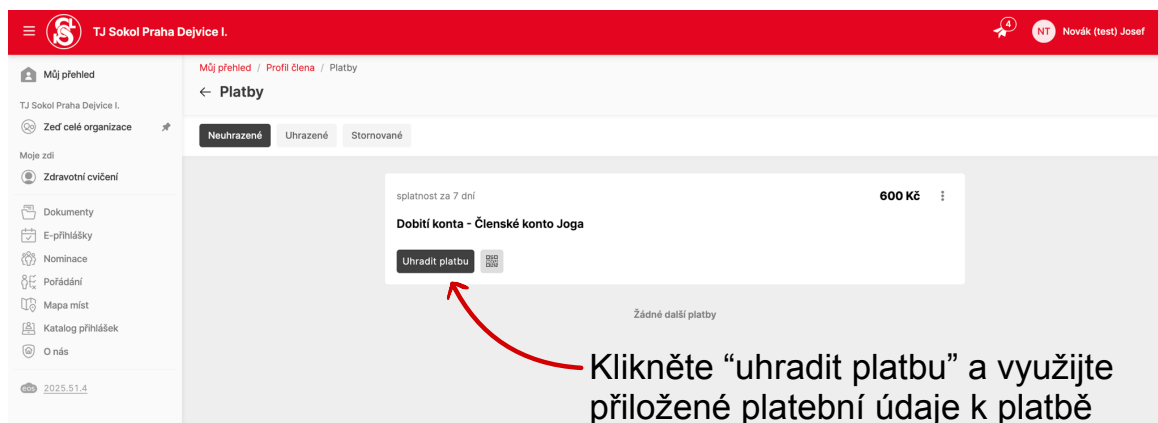 TJ Sokol Praha Dejvice I.
4
NT
Novák (test) Josef
Můj přehled
TJ Sokol Praha Dejvice I.
Zeď celé organizace
Moje zdi
Zdravotní cvičení
Dokumenty
E-přihlášky
Nominace
Pořádání
Mapa míst
Katalog přihlášek
O nás
eos 2025.51.4
Můj přehled / Profil člena / Platby
← Platby
Neuhrazené Uhrazené Stornované
splatnost za 7 dní 600 Kč
Dobití konta - Členské konto Joga
Uhradit platbu
Žádné další platby
Klikněte “uhradit platbu” a využijte
přiložené platební údaje k platbě